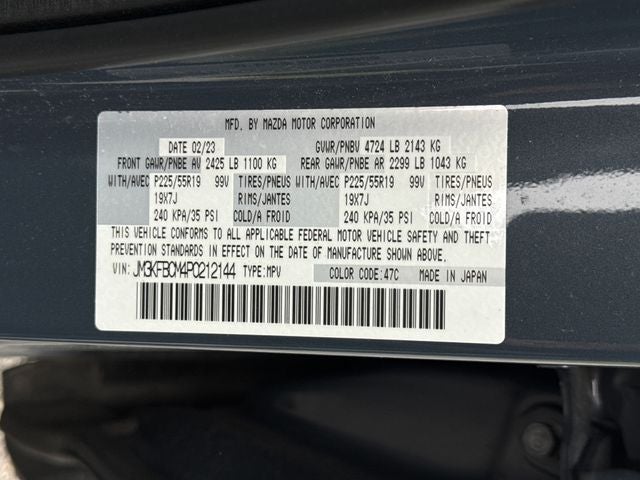 MFD. BY MAZDA MOTOR CORPORATION
DATE 02/23 GVWR/PNBV 4724 LB 2143 KG
FRONT GAWR/PNBE AV 2425 LB 1100 KG REAR GAWR/PNBE AR 2299 LB 1043 KG
WITH/AVEC P225/55R19 99V TIRES/PNEUS WITH/AVEC P225/55R19 99V TIRES/PNEUS
19X7J RIMS/JANTES 19X7J RIMS/JANTES
240 KPA/35 PSI COLD/A FROID 240 KPA/35 PSI COLD/A FROID
THIS VEHICLE CONFORMS TO ALL APPLICABLE FEDERAL MOTOR VEHICLE SAFETY AND THEFT
PREVENTION STANDARDS IN EFFECT ON THE DATE OF MANUFACTURE SHOWN ABOVE.
VIN: JM3KFBCM4P0212144 TYPE: MPV COLOR CODE: 47C MADE IN JAPAN